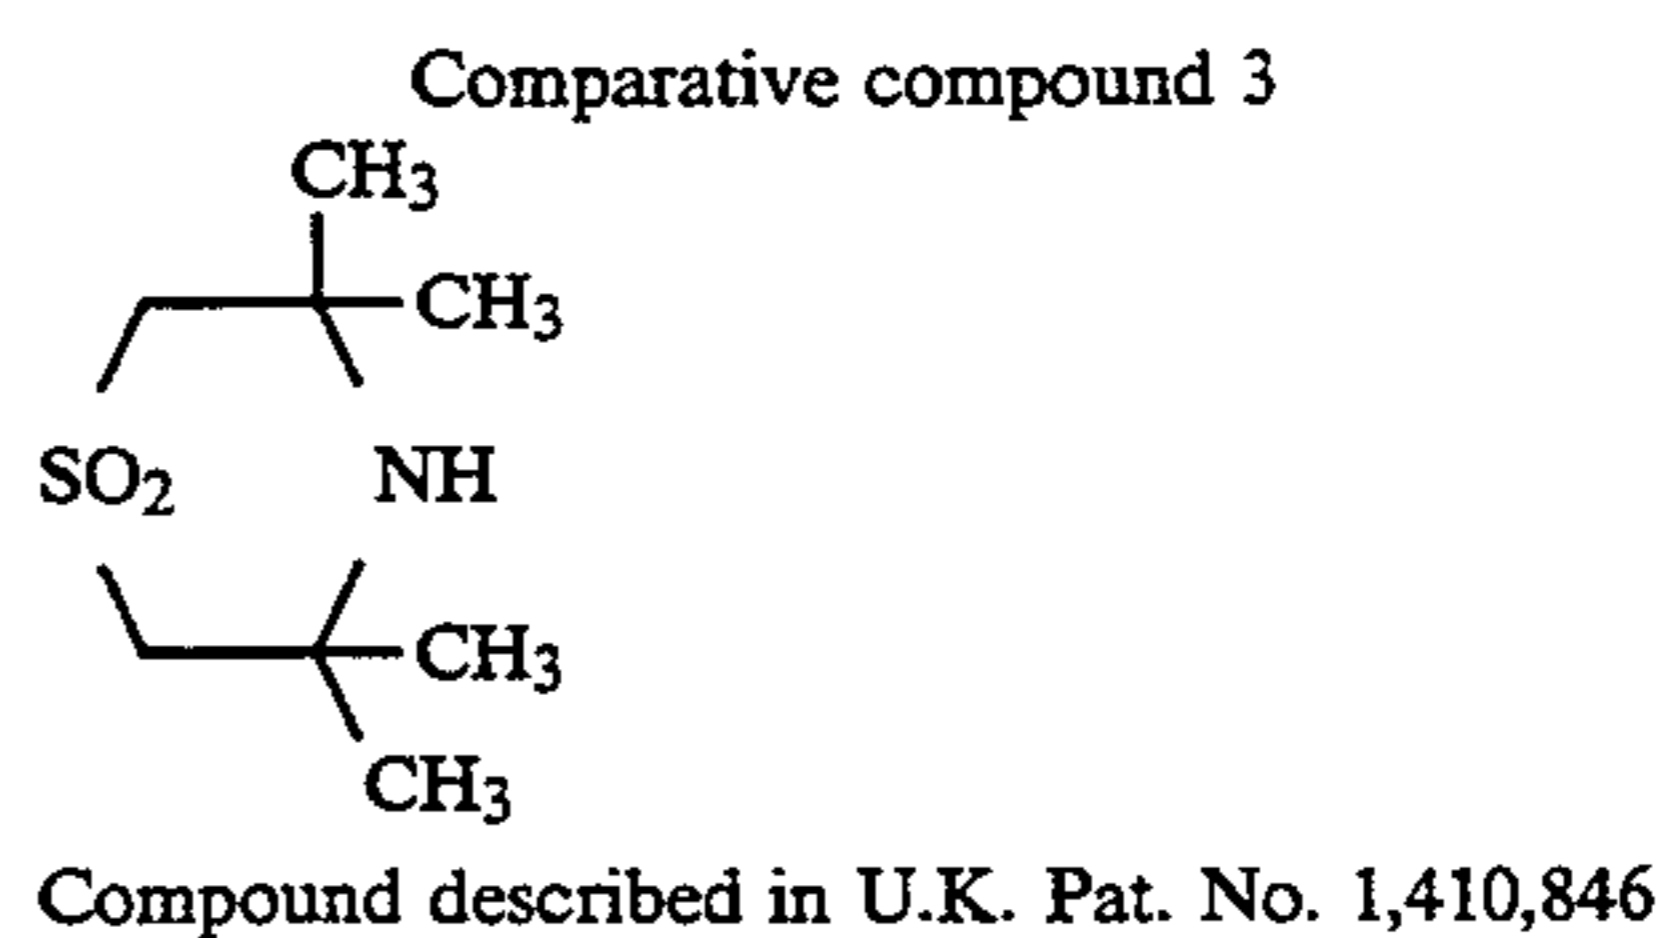 Comparative compound 3
CH3
CH3
SO2 NH
CH3
CH3
Compound described in U.K. Pat. No. 1,410,846